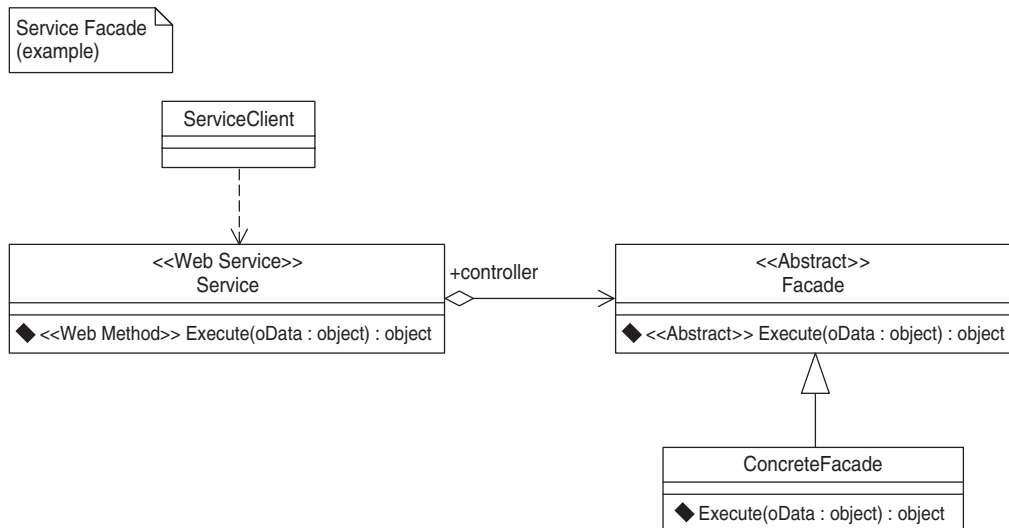 Service Facade
(example)
ServiceClient
<<Web Service>>
Service
<<Web Method>> Execute(oData : object) : object
+controller
<<Abstract>>
Facade
<<Abstract>> Execute(oData : object) : object
ConcreteFacade
Execute(oData : object) : object